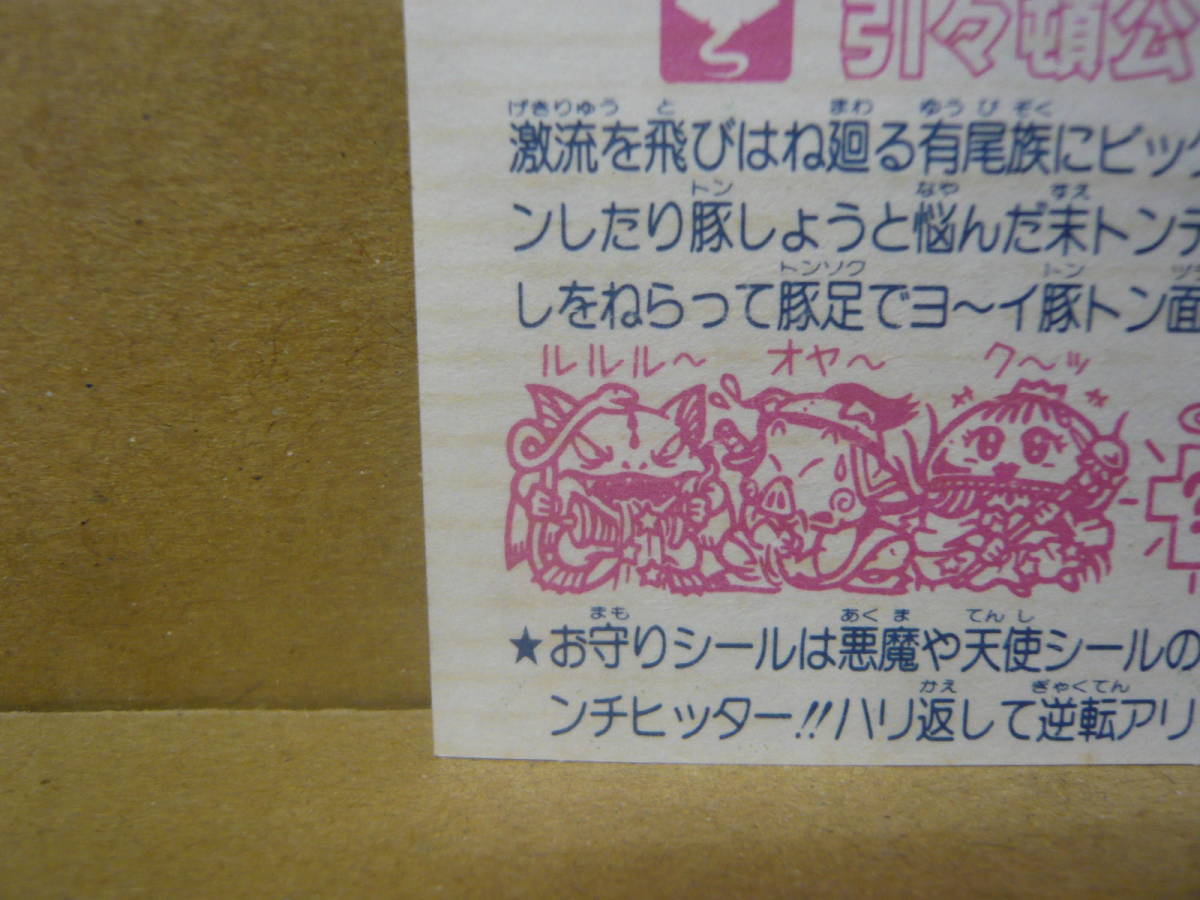 引々頓公
げきりゅう と まわ ゆう び ぞく
激流を飛びはね廻る有尾族にビック
トン なや すえ
ンしたり豚しょうと悩んだ末トンテ
トンソク トン ツラ
しをねらって豚足でヨ〜イ豚トン面
ルルル〜 オヤ〜 ク〜ッ
まも あく ま てん し
★お守りシールは悪魔や天使シールの
かえ ぎゃくてん
ンチヒッター!!ハリ返して逆転アリ